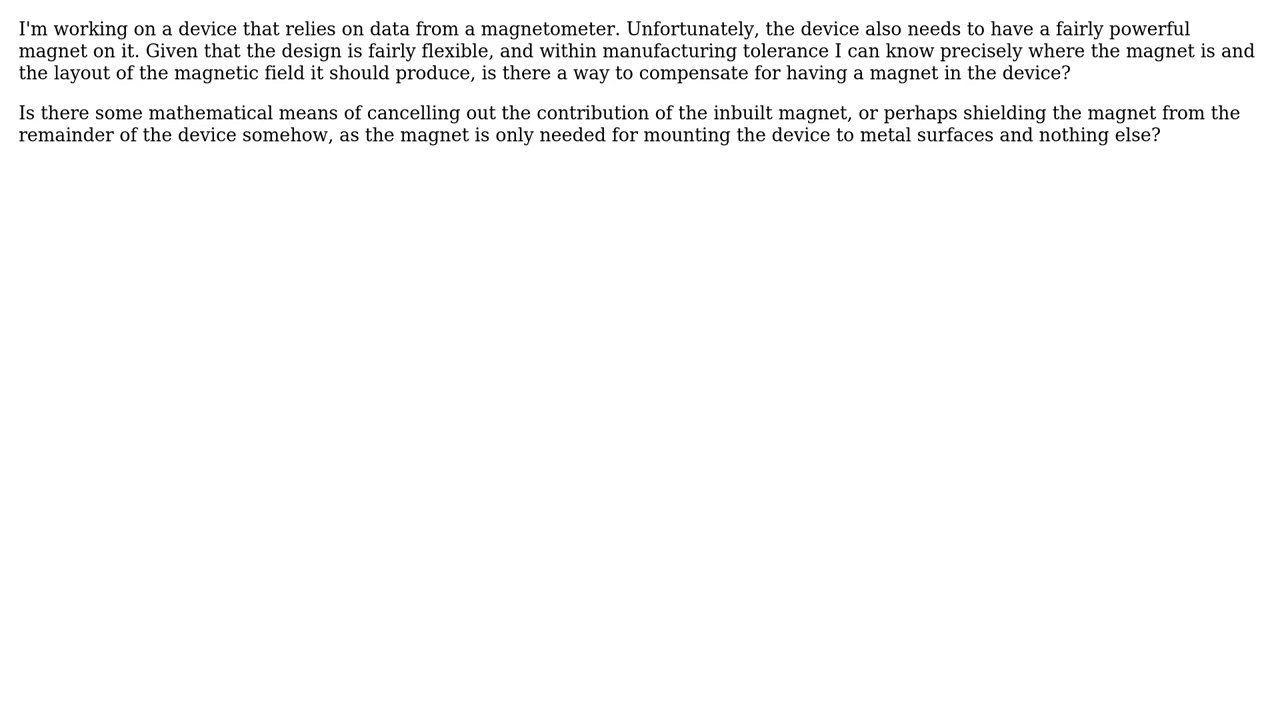 I'm working on a device that relies on data from a magnetometer. Unfortunately, the device also needs to have a fairly powerful
magnet on it. Given that the design is fairly flexible, and within manufacturing tolerance I can know precisely where the magnet is and
the layout of the magnetic field it should produce, is there a way to compensate for having a magnet in the device?
Is there some mathematical means of cancelling out the contribution of the inbuilt magnet, or perhaps shielding the magnet from the
remainder of the device somehow, as the magnet is only needed for mounting the device to metal surfaces and nothing else?